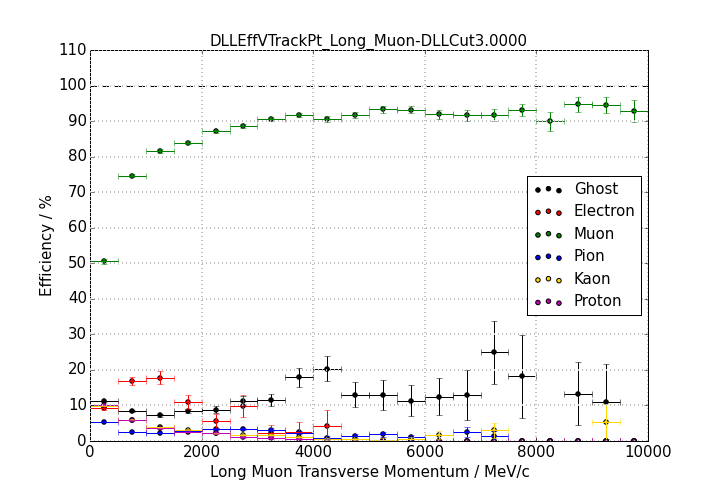 DLLEffVTrackPt_Long_Muon-DLLCut3.0000
110
100
90
80
70
60
50
40
30
20
10
0
Efficiency / %
Ghost
Electron
Muon
Pion
Kaon
Proton
0 2000 4000 6000 8000 10000
Long Muon Transverse Momentum / MeV/c